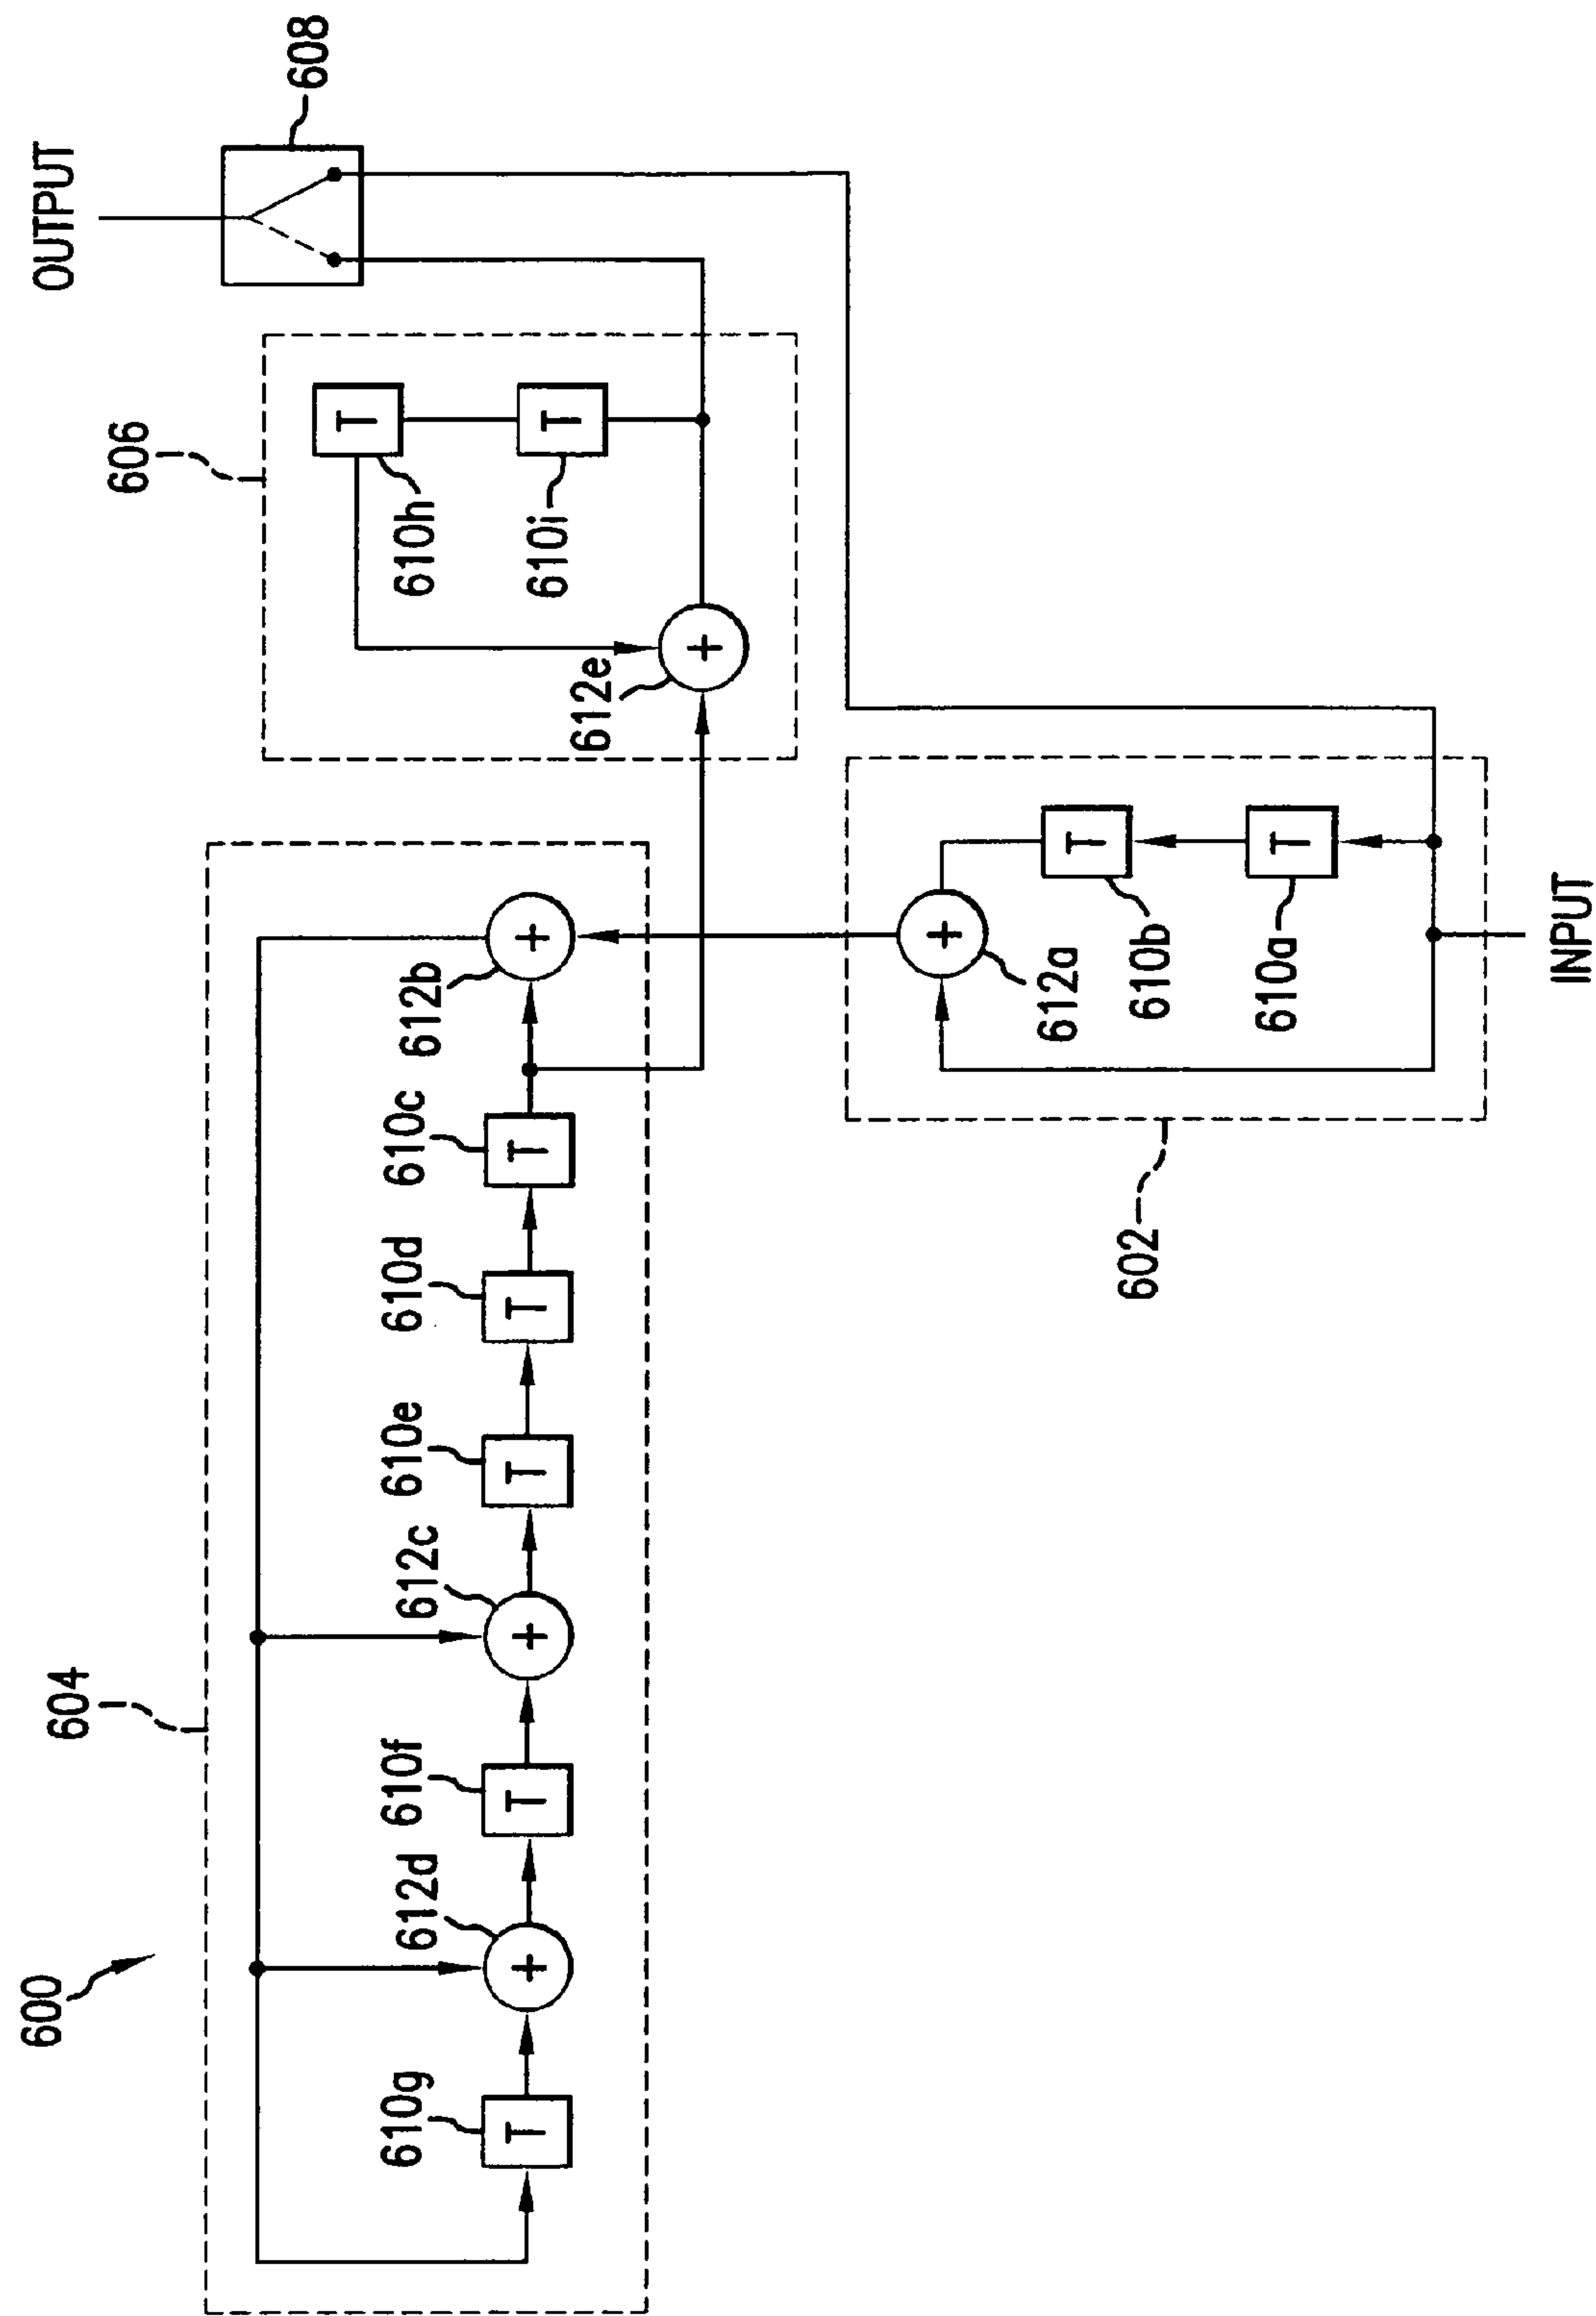 600
604
606
OUTPUT
608
610g
T
612d
+
610f
T
612c
+
610e
T
610d
T
610c
T
612b
+
612e
+
610h
T
610i
T
602
612a
+
610b
T
610a
T
INPUT